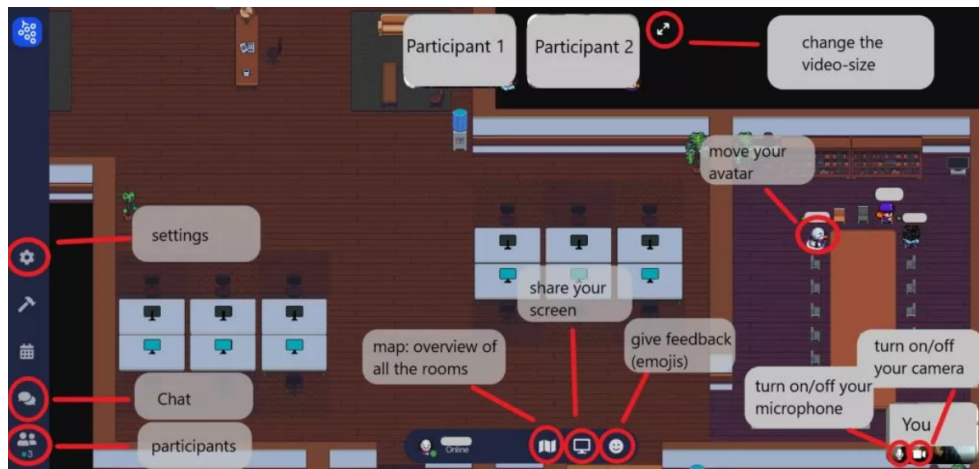 Participant 1
Participant 2
change the
video-size
move your
avatar
settings
share your
screen
map: overview of
all the rooms
give feedback
(emojis)
turn on/off
your camera
turn on/off your
microphone
Chat
participants
3
Online
You